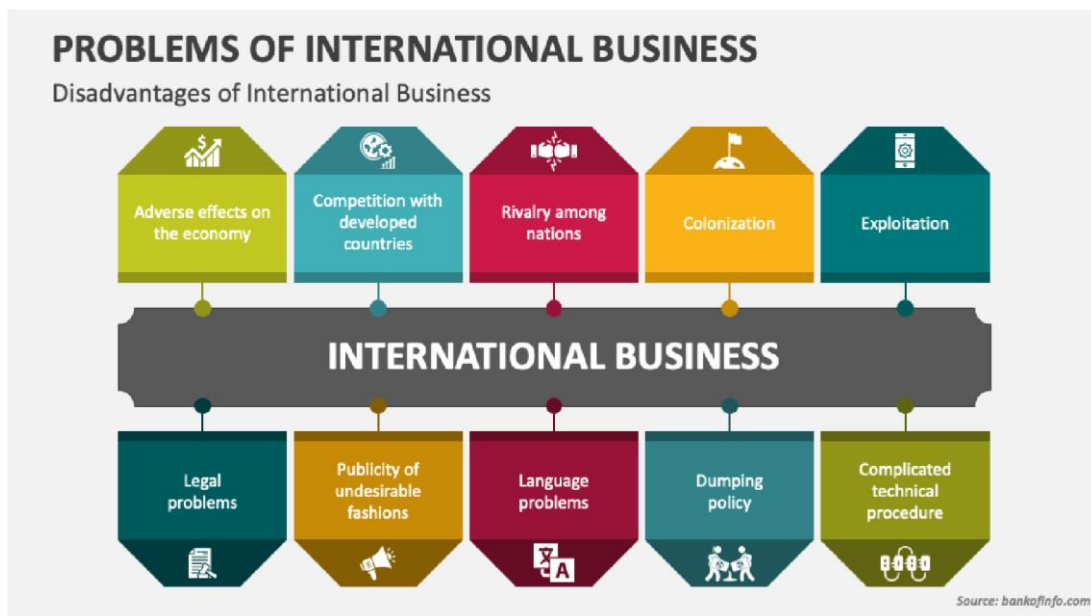 PROBLEMS OF INTERNATIONAL BUSINESS
Disadvantages of International Business
Adverse effects on
the economy
Competition with
developed
countries
Rivalry among
nations
Colonization
Exploitation
INTERNATIONAL BUSINESS
Legal
problems
Publicity of
undesirable
fashions
Language
problems
Dumping
policy
Complicated
technical
procedure
Source: bankofinfo.com